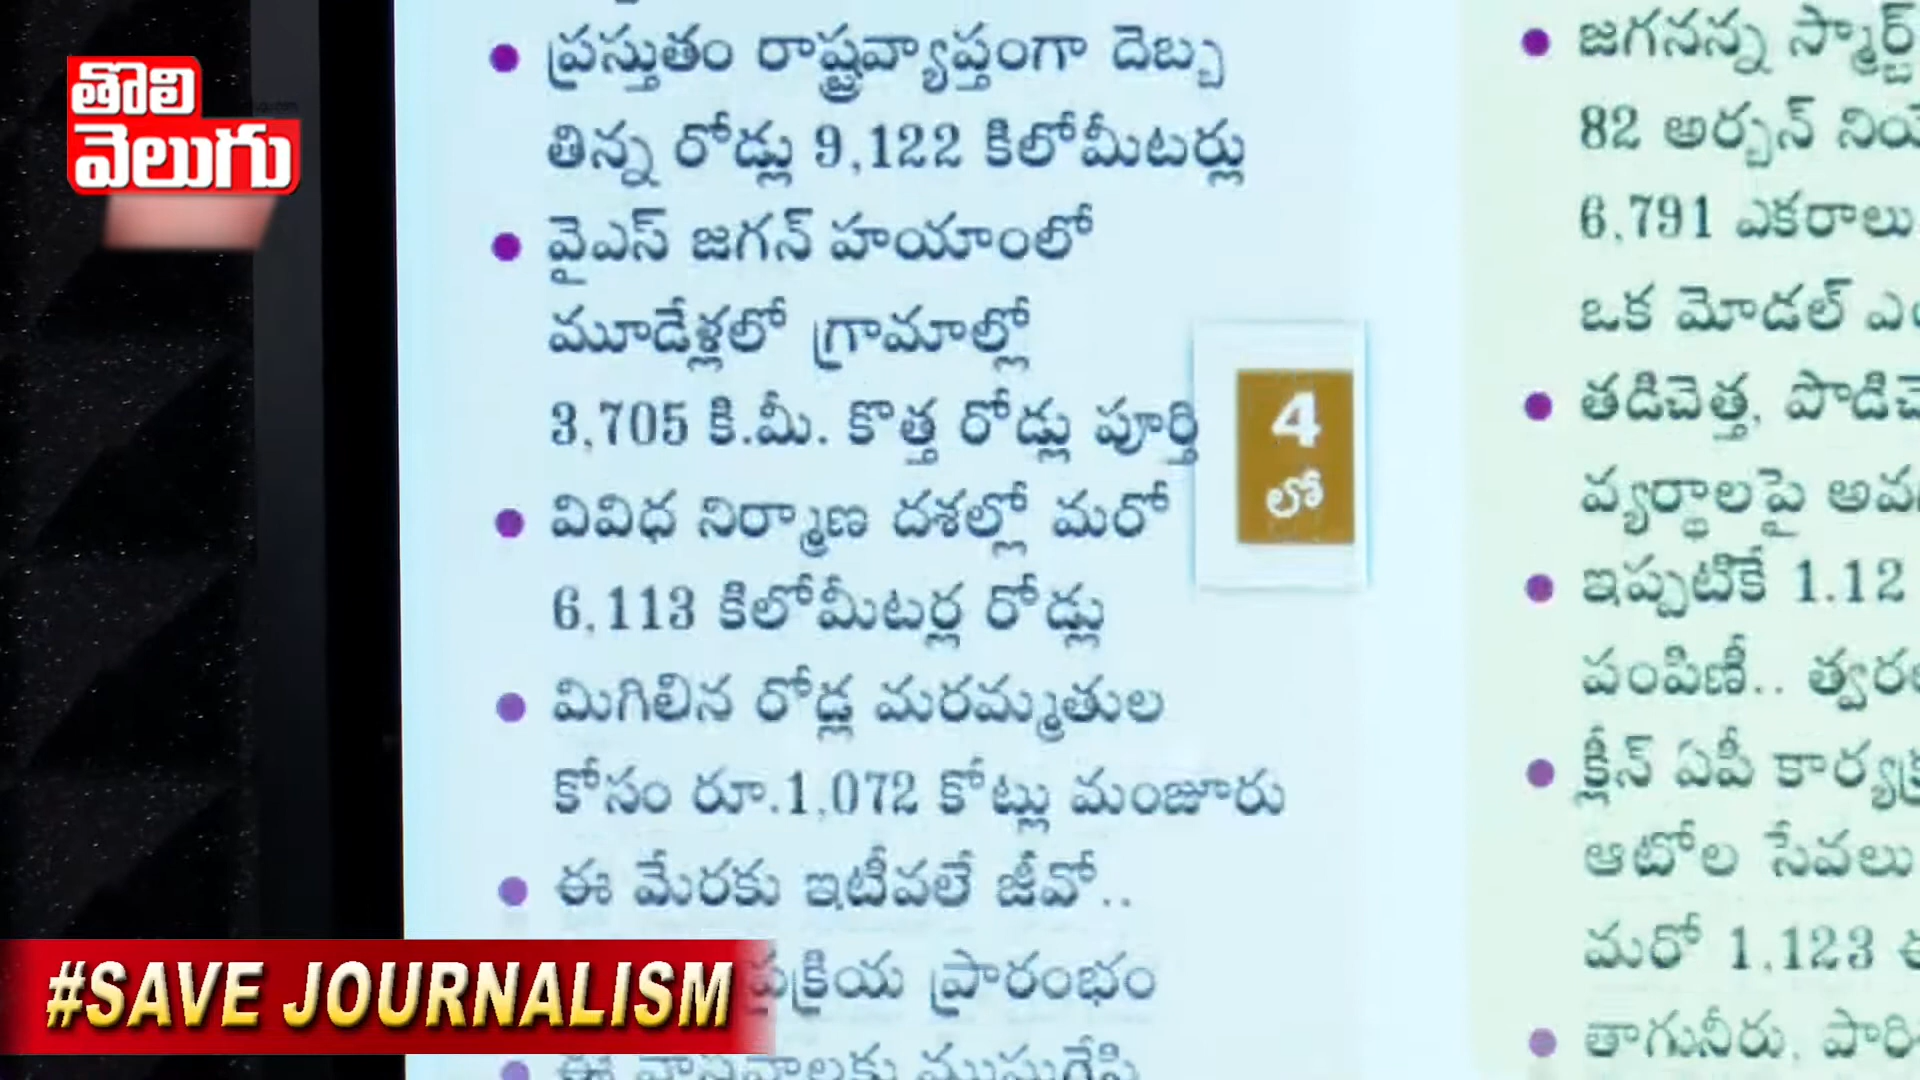 తొలి
వెలుగు
ప్రస్తుతం రాష్ట్రవ్యాప్తంగా దెబ్బ
తిన్న రోడ్లు 9,122 కిలోమీటర్లు
వైఎస్ జగన్ హయాంలో
మూడేళ్లలో గ్రామాల్లో
3,705 కి.మీ. కొత్త రోడ్లు పూర్తి
వివిధ నిర్మాణ దశల్లో మరో
6,113 కిలోమీటర్ల రోడ్లు
మిగిలిన రోడ్ల మరమ్మతుల
కోసం రూ.1,072 కోట్లు మంజూరు
ఈ మేరకు ఇటీవలే జీవో..
ప్రక్రియ ప్రారంభం
ఈ వాస్తవాలకు ముసుగేసి
4
లో
జగనన్న స్మార్ట్
82 అర్బన్
6,791 ఎకరాలు
ఒక మోడల్
తడిచెత్త,
వ్యర్థాలపై
ఇప్పటికే 1.12
పంపిణీ..
క్లీన్ ఏపీ
ఆటోల సేవలు
మరో 1,123
తాగునీరు,
#SAVE JOURNALISM